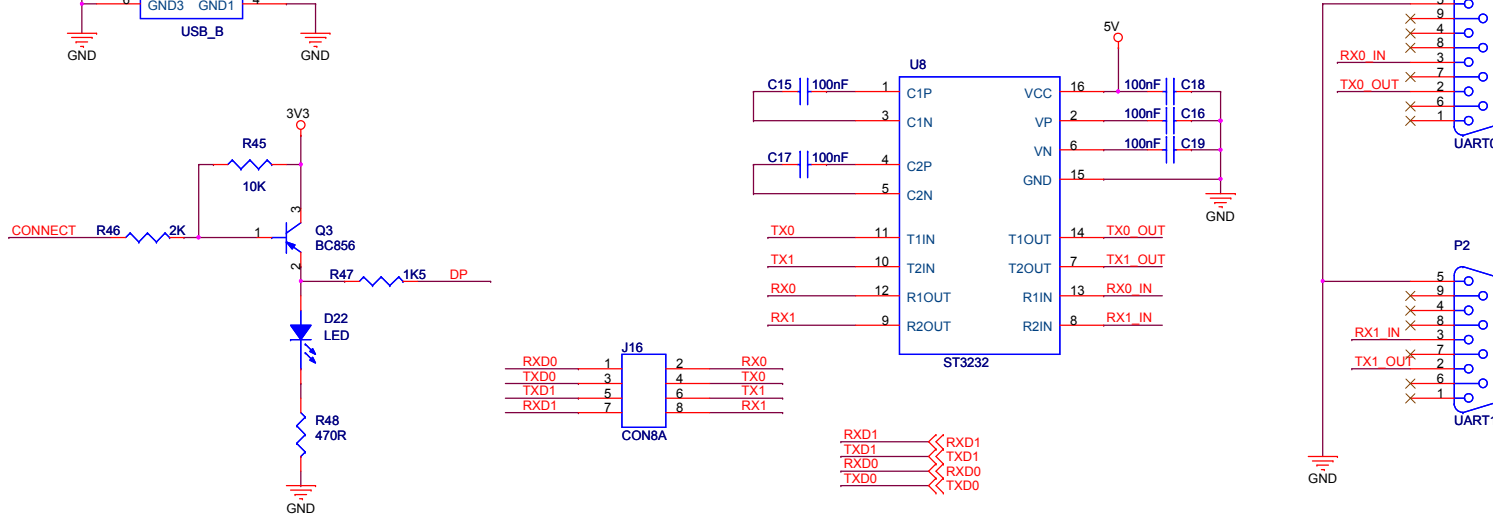 6 GND3 GND1 4
USB_B
GND GND
3V3
R45
10K
CONNECT R46 2K 1
3
Q3
BC856
2
R47 1K5 DP
D22
LED
R48
470R
GND
5V
U8
C15 100nF 1 C1P VCC 16 100nF C18
3 C1N VP 2 100nF C16
C17 100nF 4 C2P VN 6 100nF C19
5 C2N GND 15
GND
TX0 11 T1IN T1OUT 14 TX0_OUT
TX1 10 T2IN T2OUT 7 TX1_OUT
RX0 12 R1OUT R1IN 13 RX0_IN
RX1 9 R2OUT R2IN 8 RX1_IN
ST3232
J16
RXD0 1 2 RX0
TXD0 3 4 TX0
TXD1 5 6 TX1
RXD1 7 8 RX1
CON8A
RXD1 RXD1
TXD1 TXD1
RXD0 RXD0
TXD0 TXD0
5
9
4
8
RX0_IN 3
7
TX0_OUT 2
6
1
UART0
P2
5
9
4
8
RX1_IN 3
7
TX1_OUT 2
6
1
UART1
GND